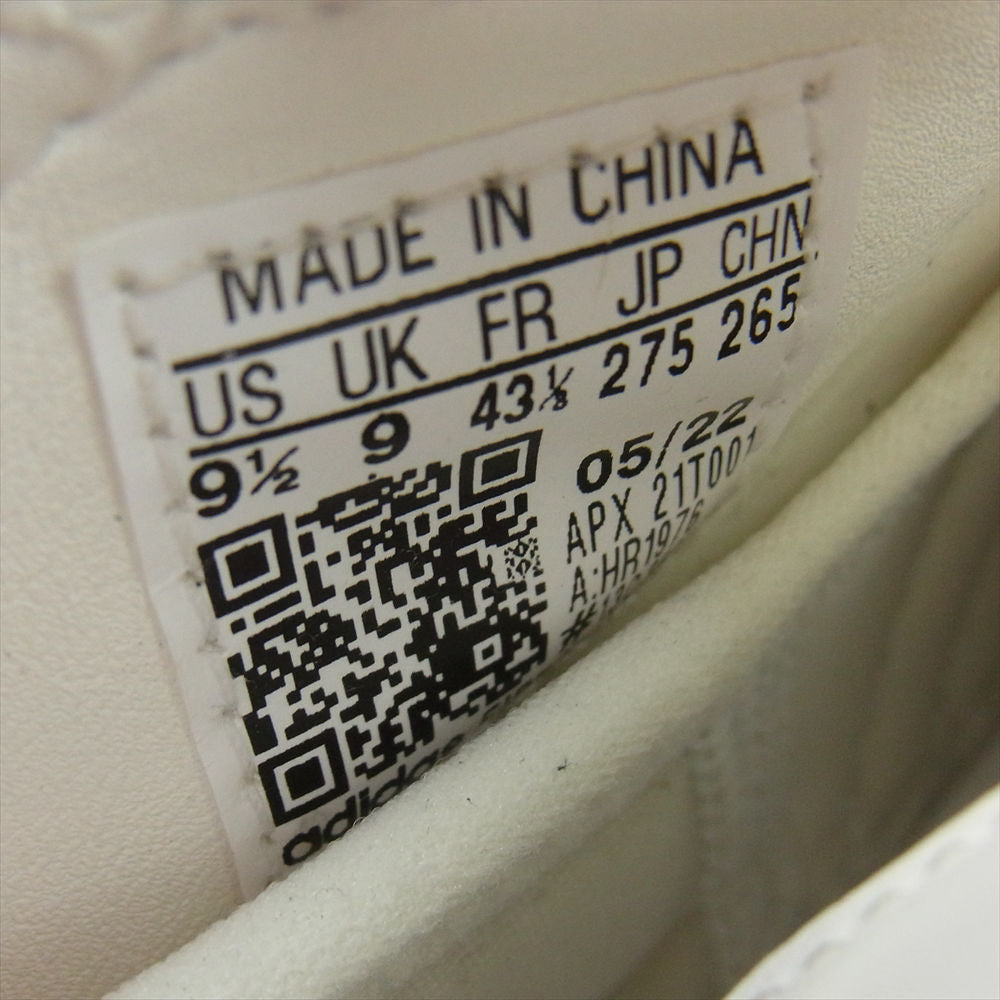 MADE IN CHINA
US UK FR JP CHN
9½ 9 43⅓ 275 265
05/22
APX 21T001
A:HR1976
adidas